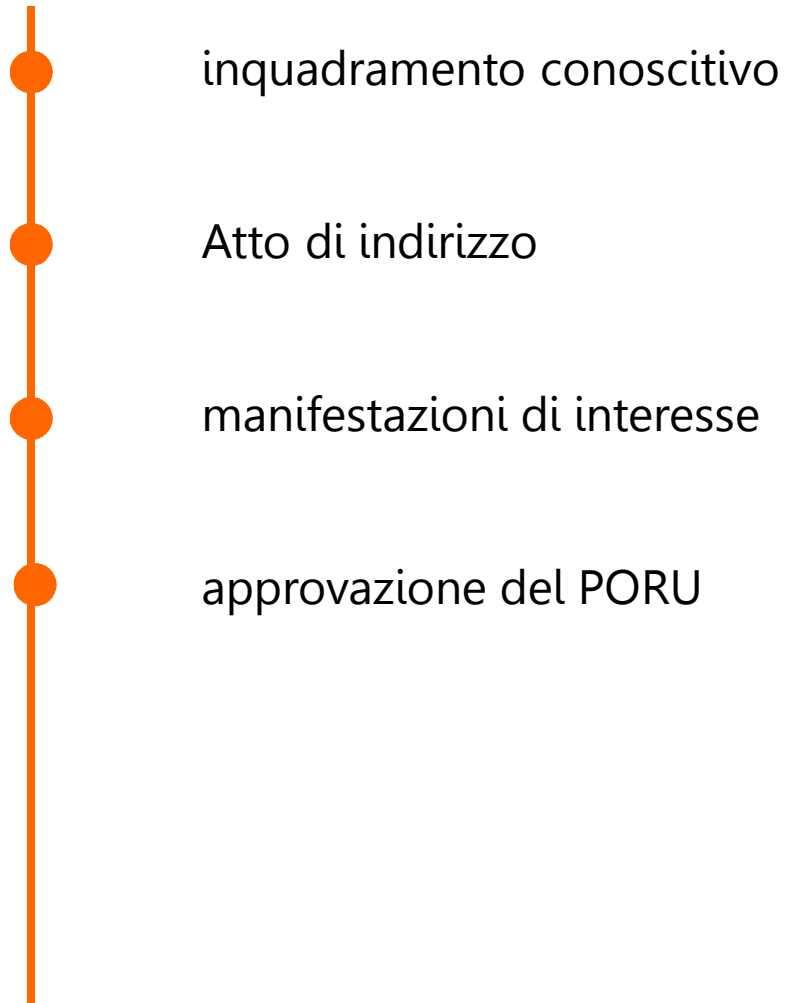 inquadramento conoscitivo
Atto di indirizzo
manifestazioni di interesse
approvazione del PORU